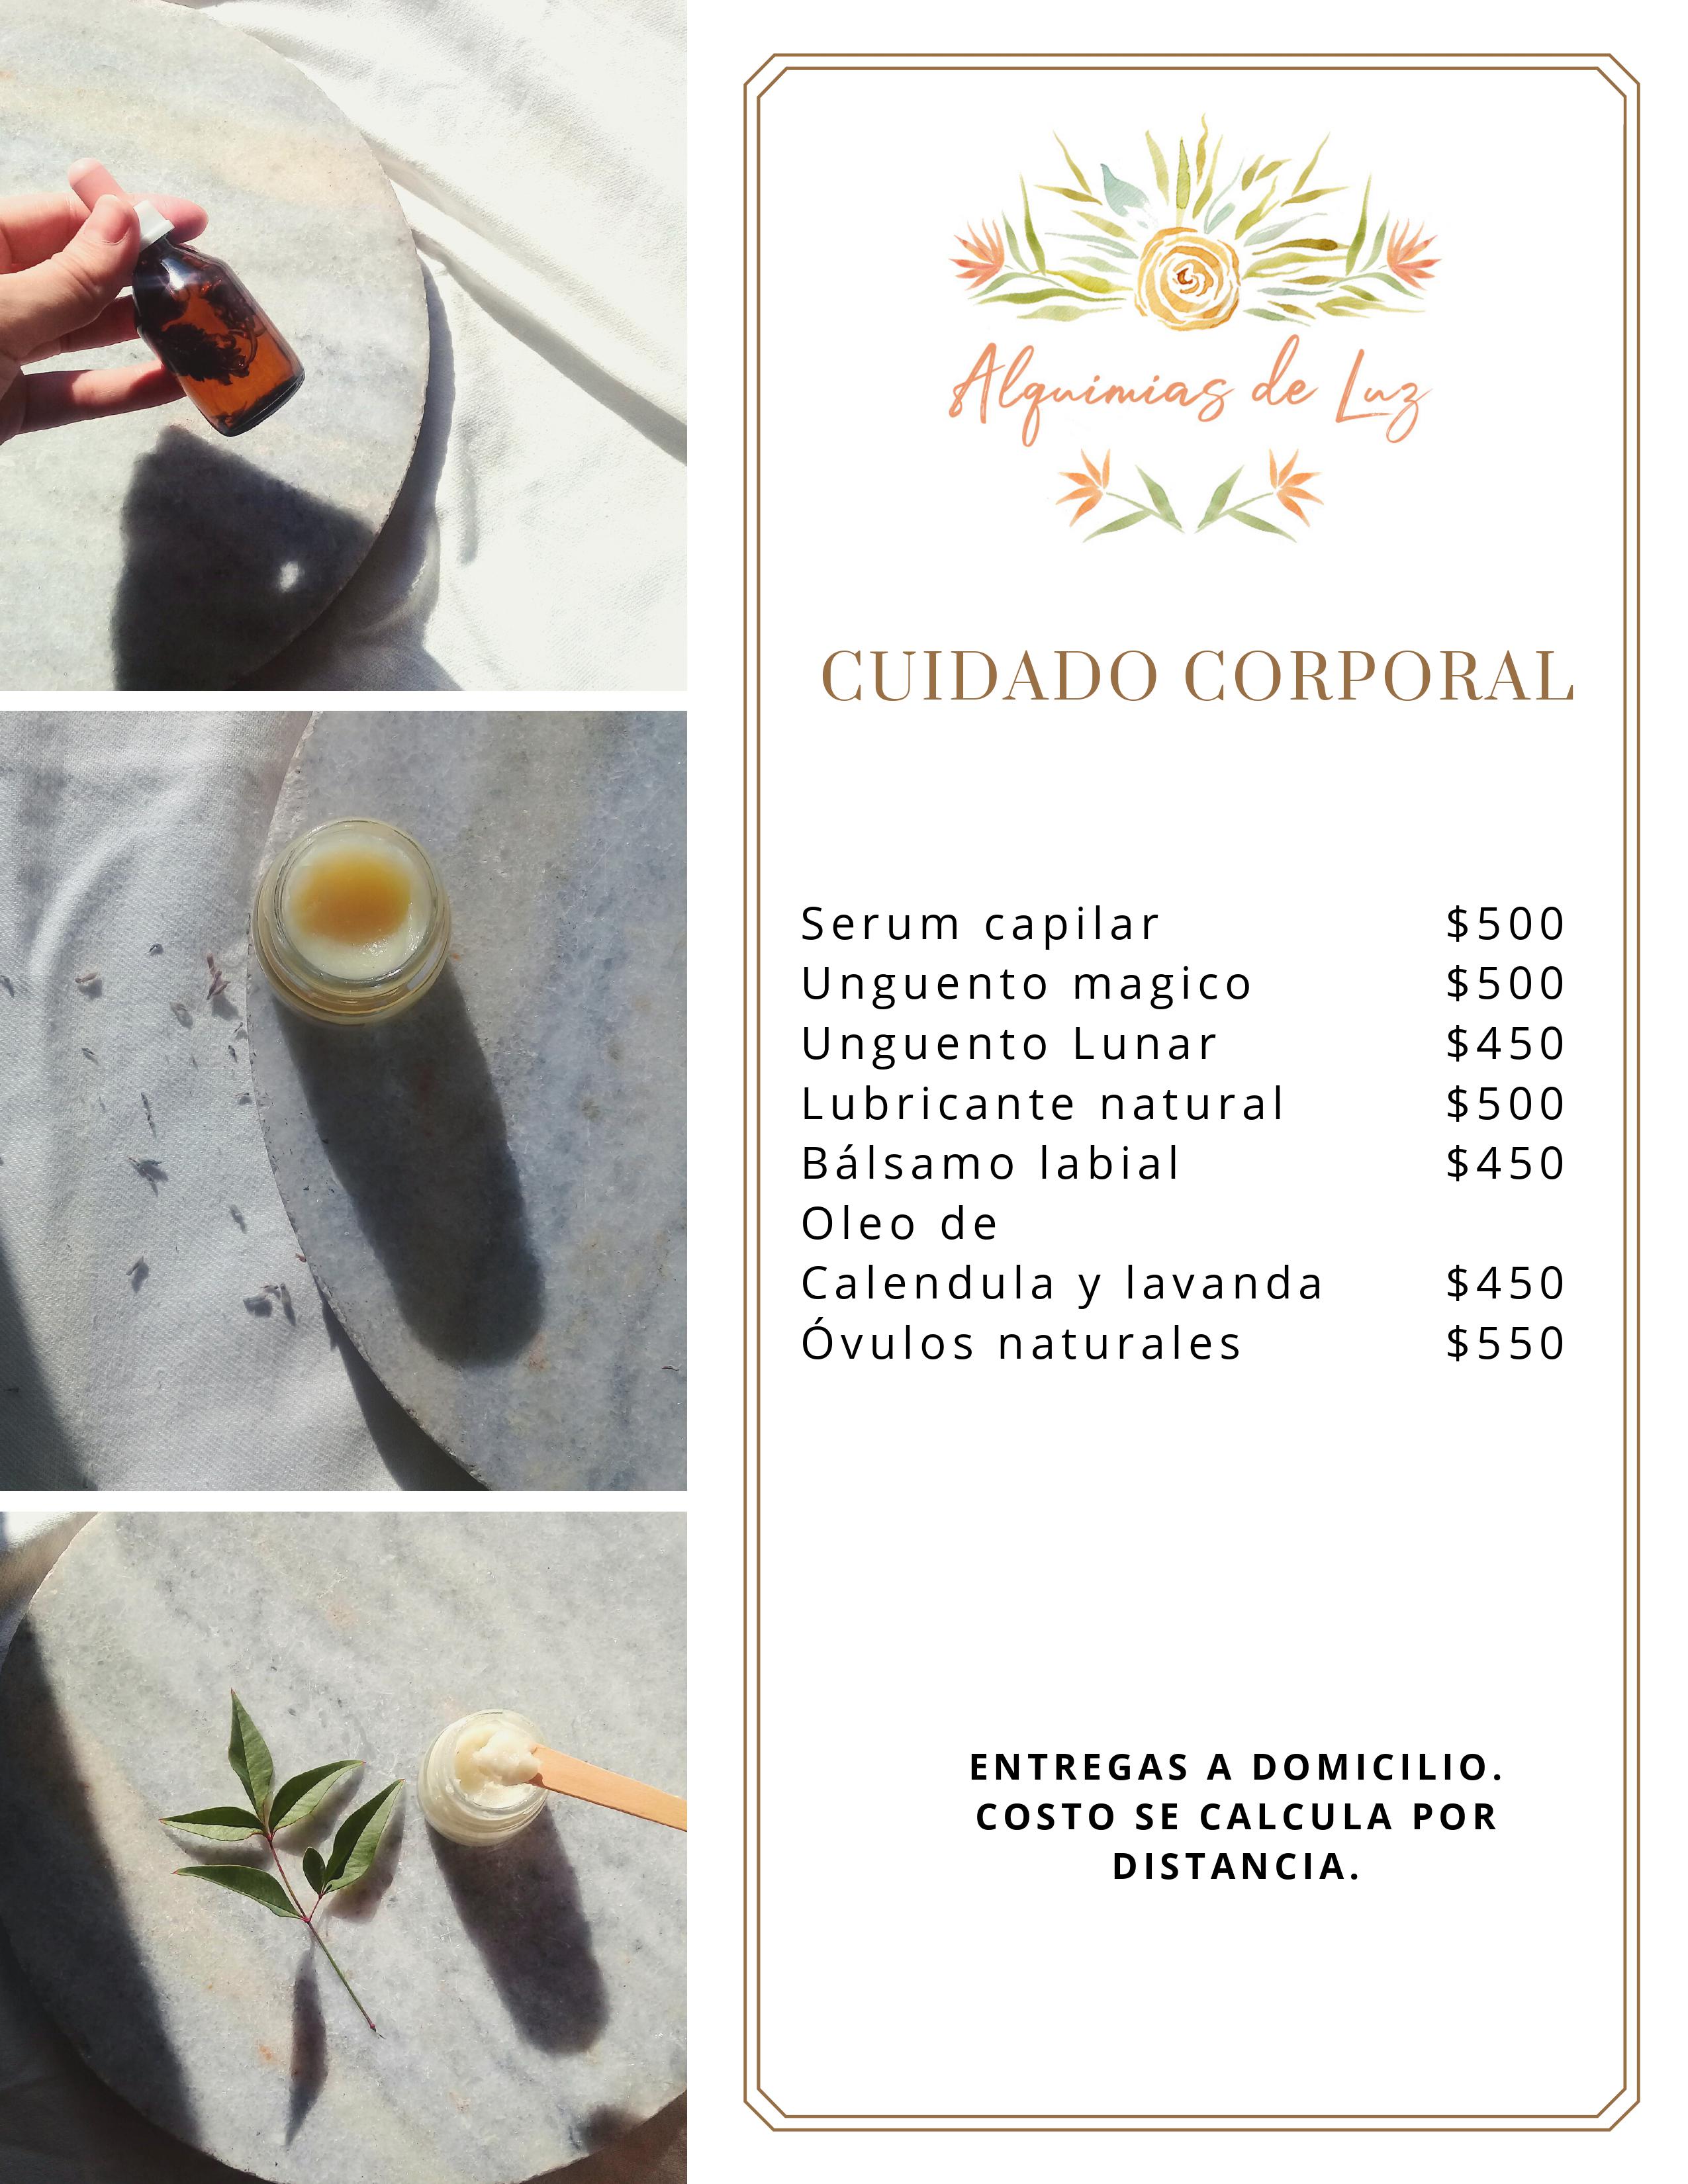 Alquimias de Luz
CUIDADO CORPORAL
Serum capilar $500
Unguento magico $500
Unguento Lunar $450
Lubricante natural $500
Bálsamo labial $450
Oleo de
Calendula y lavanda $450
Óvulos naturales $550
ENTREGAS A DOMICILIO.
COSTO SE CALCULA POR
DISTANCIA.